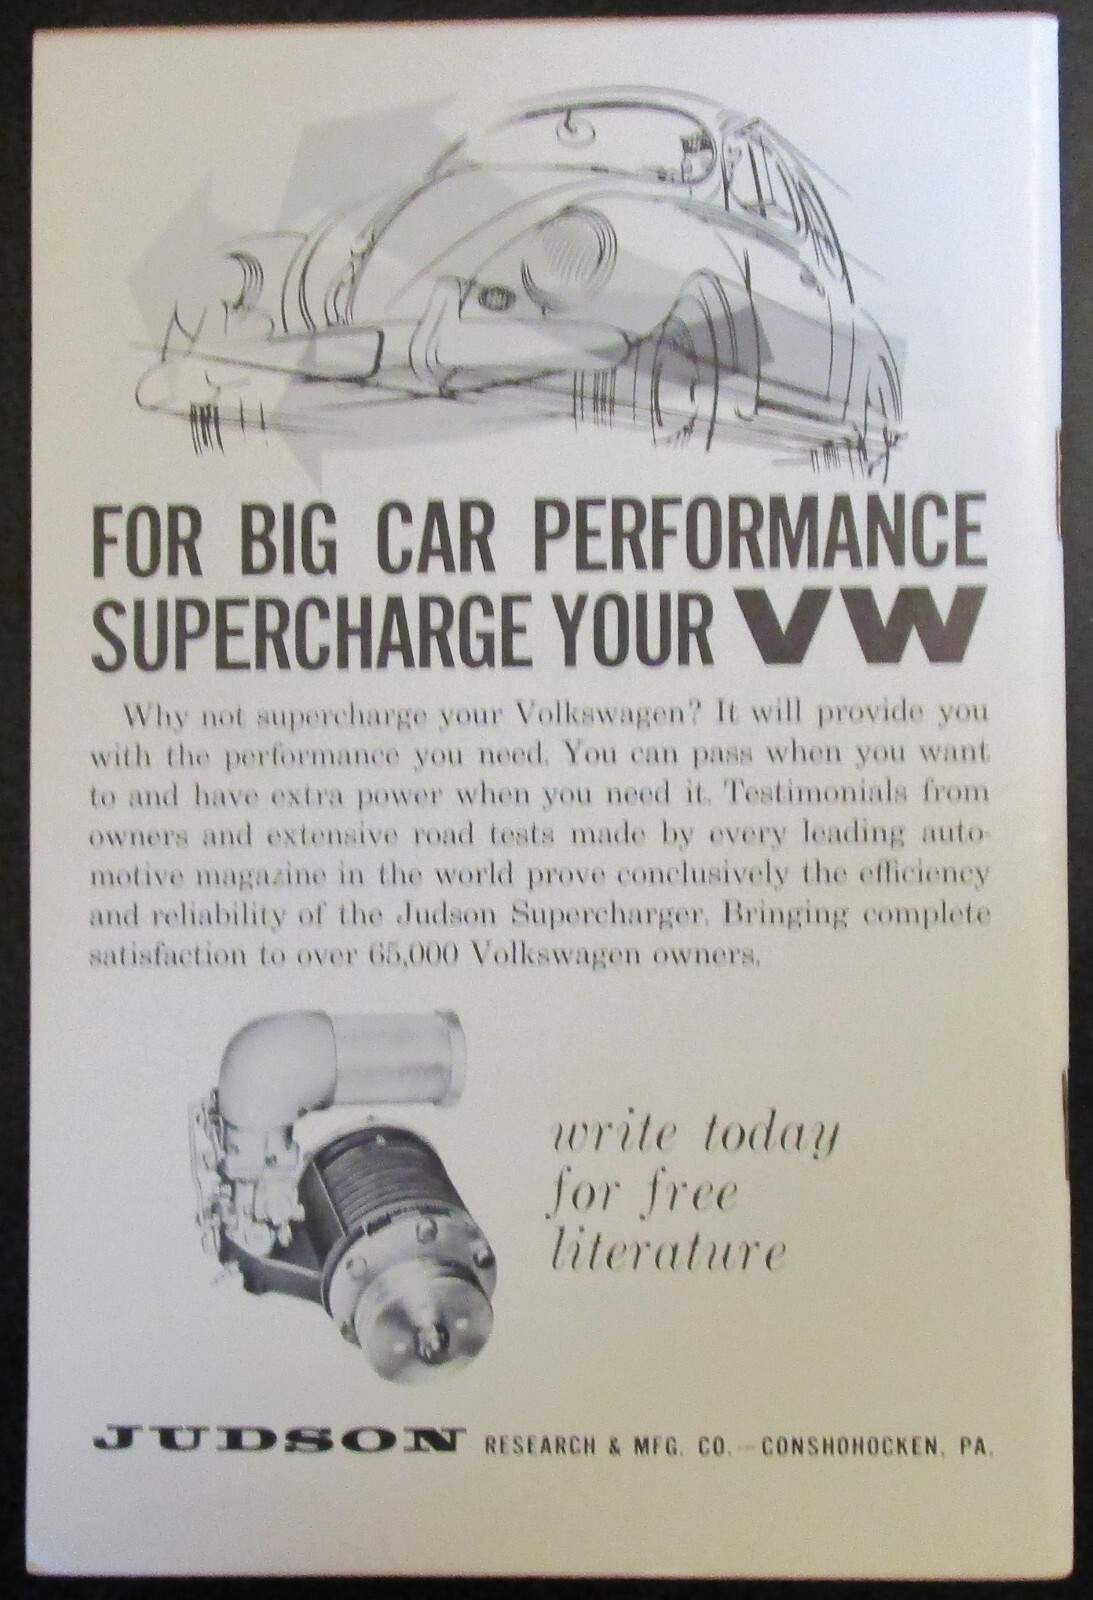 FOR BIG CAR PERFORMANCE
SUPERCHARGE YOUR VW
Why not supercharge your Volkswagen? It will provide you
with the performance you need. You can pass when you want
to and have extra power when you need it. Testimonials from
owners and extensive road tests made by every leading auto-
motive magazine in the world prove conclusively the efficiency
and reliability of the Judson Supercharger. Bringing complete
satisfaction to over 65,000 Volkswagen owners.
write today
for free
literature
JUDSON RESEARCH & MFG. CO. — CONSHOHOCKEN, PA.